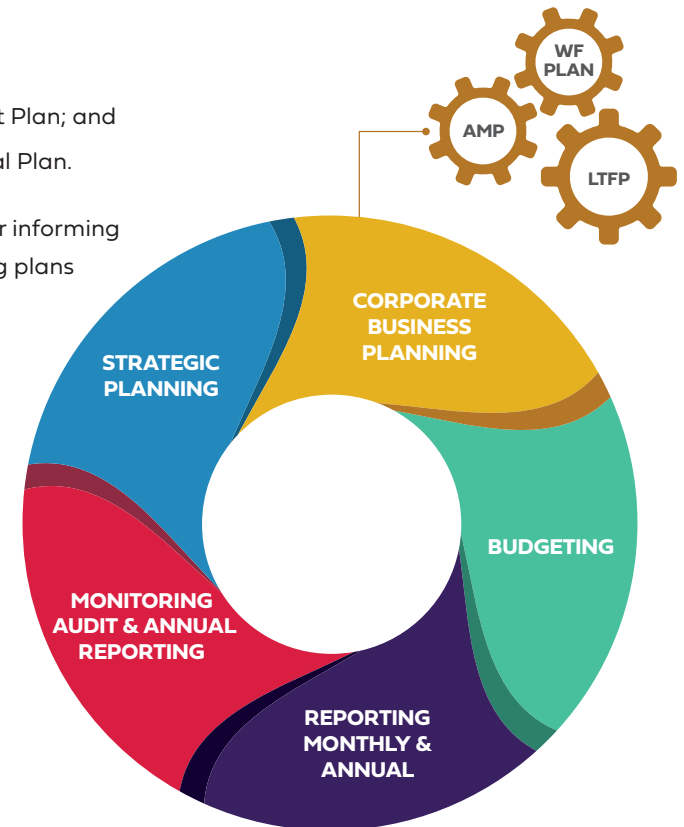 t Plan; and
al Plan.
r informing
g plans
WF
PLAN
AMP
LTFP
CORPORATE
BUSINESS
PLANNING
STRATEGIC
PLANNING
BUDGETING
MONITORING
AUDIT & ANNUAL
REPORTING
REPORTING
MONTHLY &
ANNUAL